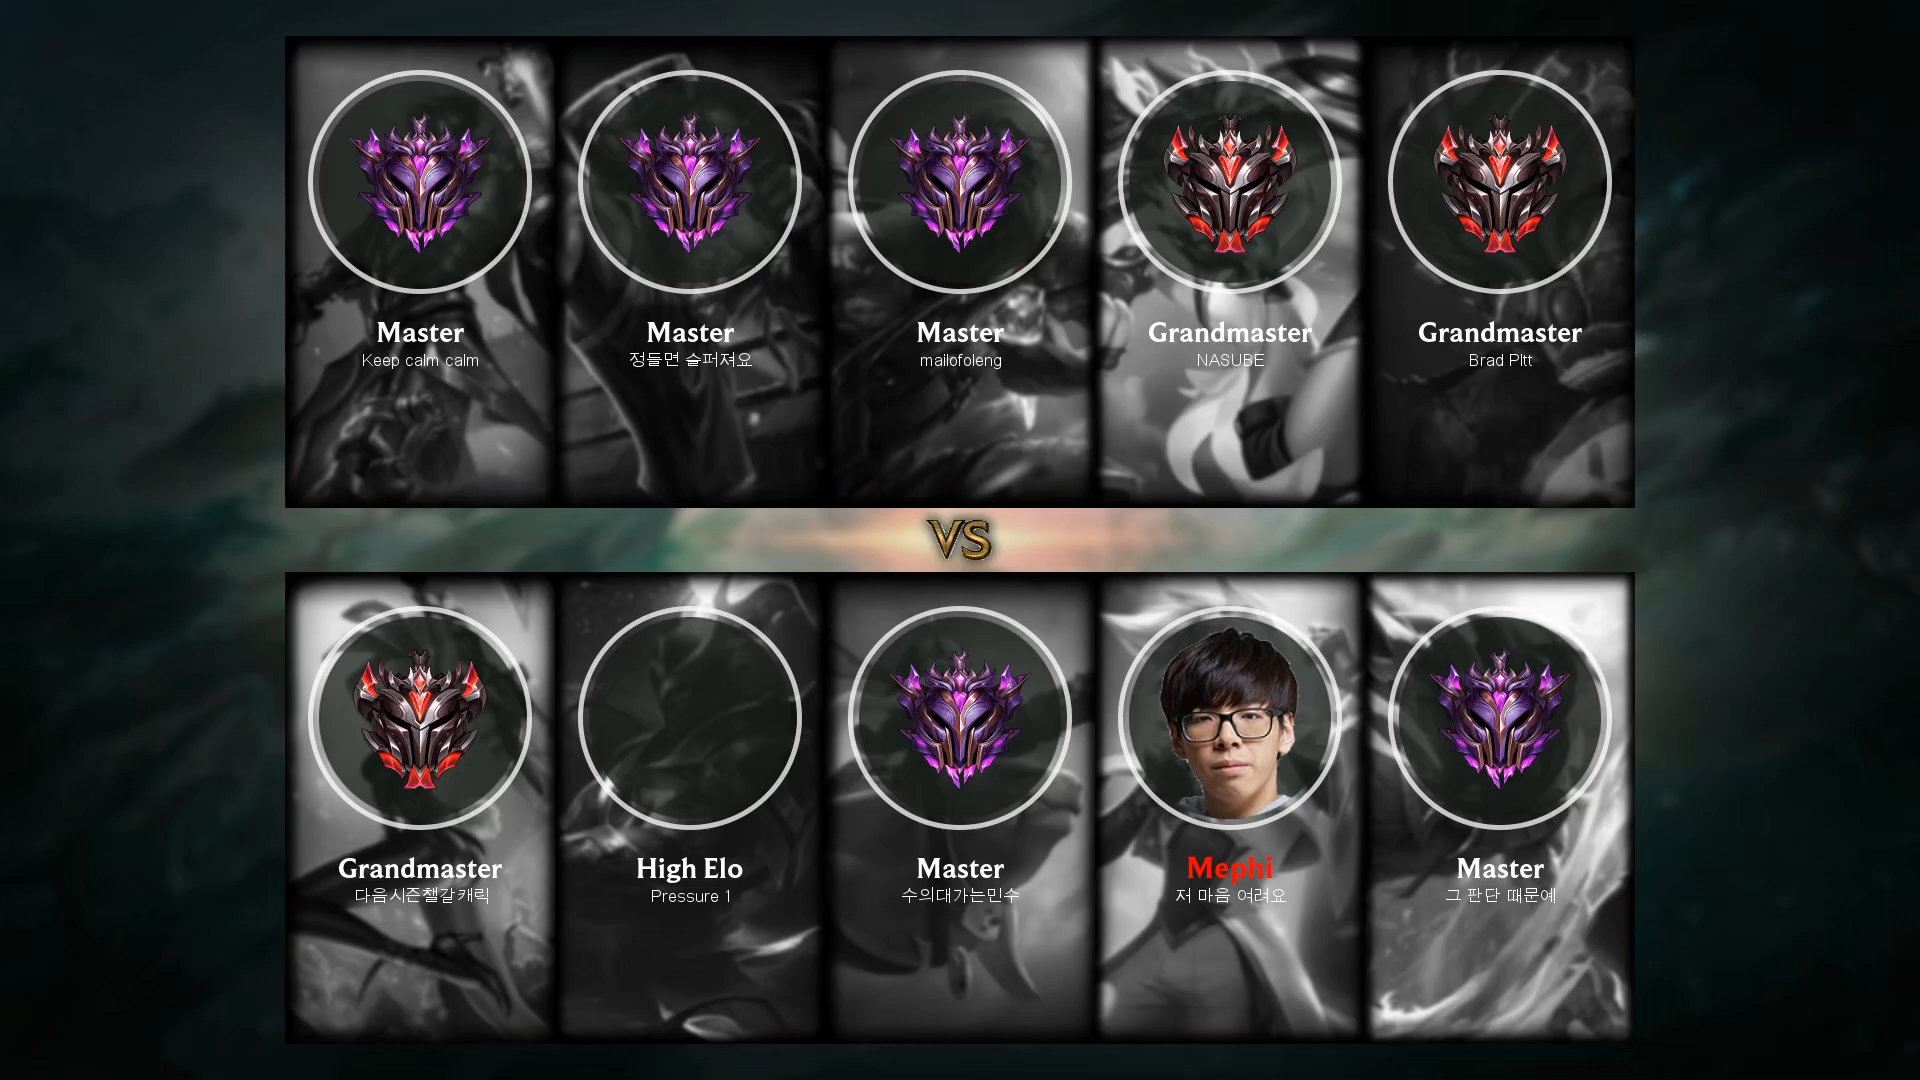 Master
Keep calm calm
Master
정들면 슬퍼져요
Master
mailofoleng
Grandmaster
NASUBE
Grandmaster
Brad PItt
VS
Grandmaster
다음시즌챌갈캐릭
High Elo
Pressure 1
Master
수의대가는민수
Mephi
저 마음 여려요
Master
그 판단 때문에